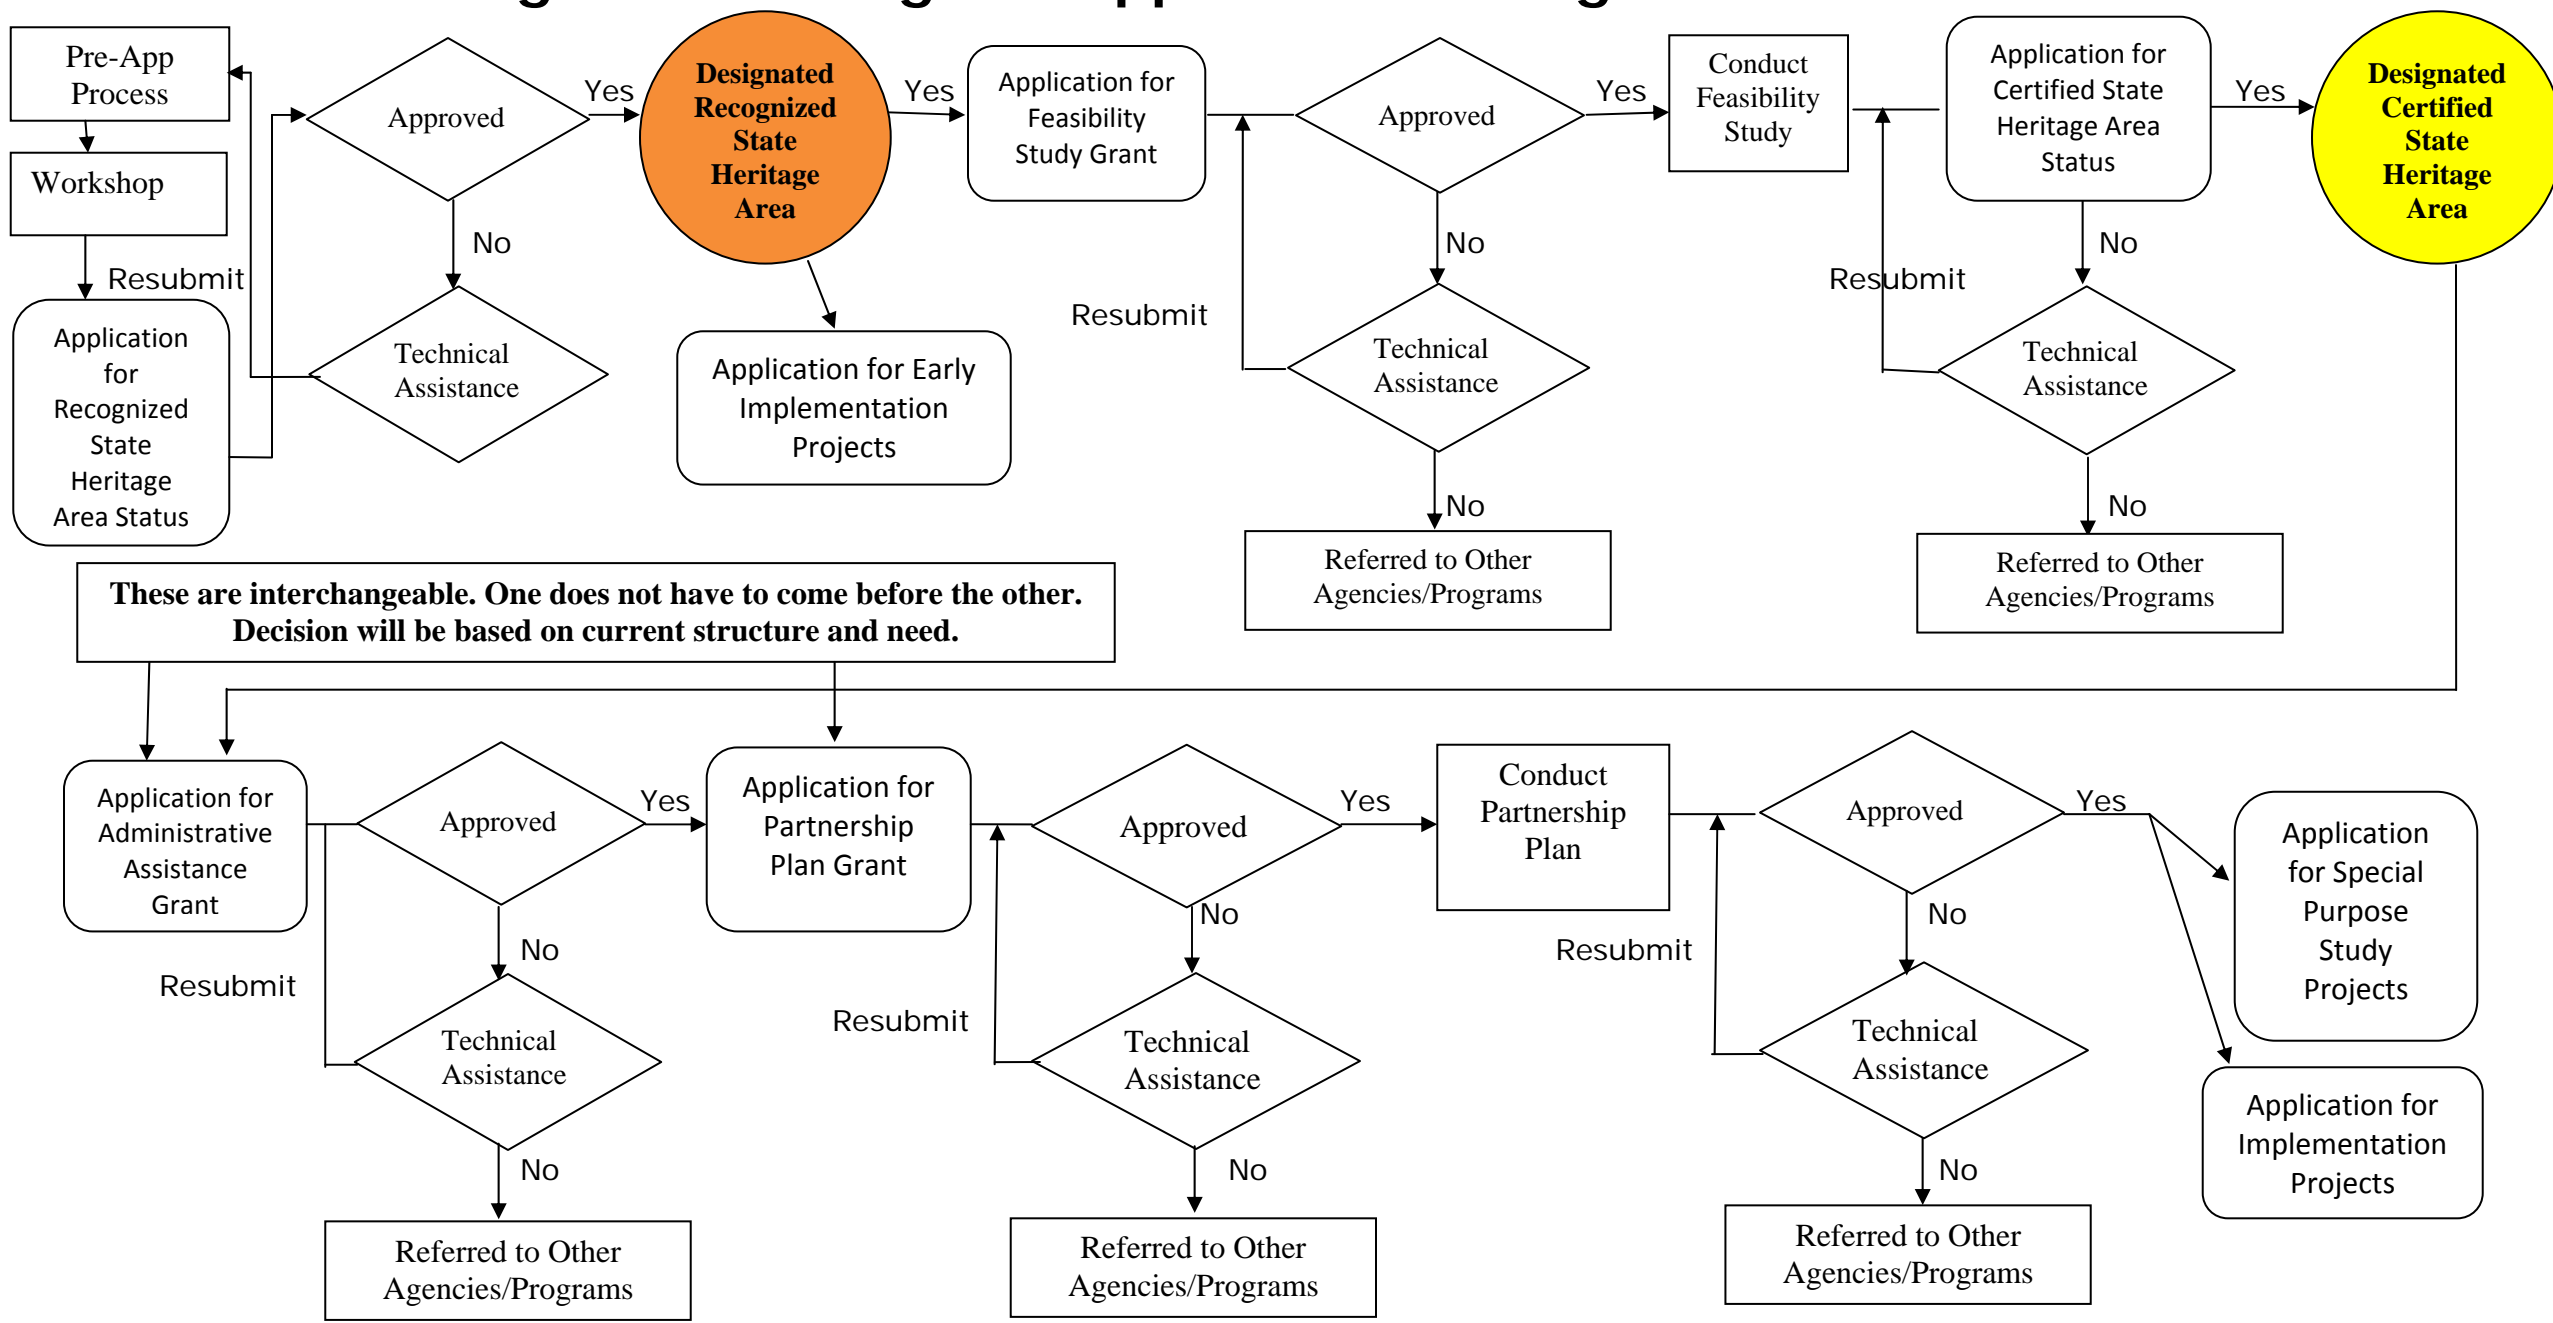 Pre-App
Process
Workshop
Resubmit
Application
for
Recognized
State
Heritage
Area Status
Approved
Yes
No
Technical
Assistance
Designated
Recognized
State
Heritage
Area
Yes
Application for Early
Implementation
Projects
Application for
Feasibility
Study Grant
Approved
Yes
No
Resubmit
Technical
Assistance
No
Referred to Other
Agencies/Programs
Conduct
Feasibility
Study
Application for
Certified State
Heritage Area
Status
Yes
No
Resubmit
Technical
Assistance
No
Referred to Other
Agencies/Programs
Designated
Certified
State
Heritage
Area
These are interchangeable. One does not have to come before the other.
Decision will be based on current structure and need.
Application for
Administrative
Assistance
Grant
Approved
Yes
No
Resubmit
Technical
Assistance
No
Referred to Other
Agencies/Programs
Application for
Partnership
Plan Grant
Approved
Yes
No
Resubmit
Technical
Assistance
No
Referred to Other
Agencies/Programs
Conduct
Partnership
Plan
Approved
Yes
No
Resubmit
Technical
Assistance
No
Referred to Other
Agencies/Programs
Application
for Special
Purpose
Study
Projects
Application for
Implementation
Projects